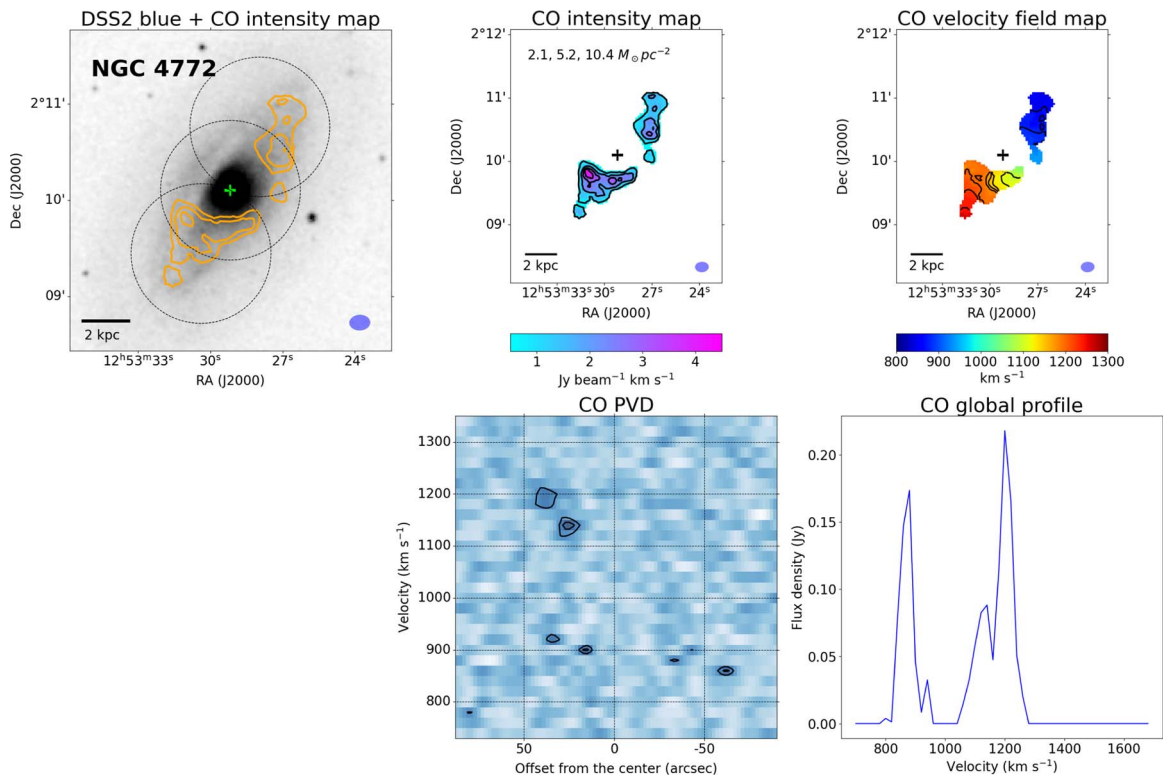 DSS2 blue + CO intensity map
NGC 4772
2°11'
10'
09'
Dec (J2000)
2 kpc
12ʰ53ᵐ33ˢ 30ˢ 27ˢ 24ˢ
RA (J2000)
CO intensity map
2.1, 5.2, 10.4 M⊙ pc⁻²
2°12'
11'
10'
09'
Dec (J2000)
2 kpc
12ʰ53ᵐ33ˢ 30ˢ 27ˢ 24ˢ
RA (J2000)
1 2 3 4
Jy beam⁻¹ km s⁻¹
CO velocity field map
2°12'
11'
10'
09'
Dec (J2000)
2 kpc
12ʰ53ᵐ33ˢ 30ˢ 27ˢ 24ˢ
RA (J2000)
800 900 1000 1100 1300
km s⁻¹
CO PVD
1300
1200
1100
1000
900
800
Velocity (km s⁻¹)
50 0 -50
Offset from the center (arcsec)
CO global profile
0.20
0.15
0.10
0.05
0.00
Flux density (Jy)
800 1000 1200 1400 1600
Velocity (km s⁻¹)